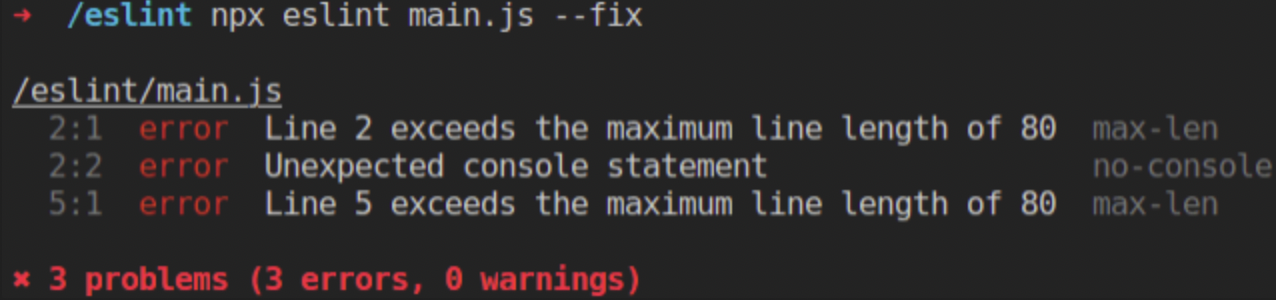 ➜ /eslint npx eslint main.js --fix
/eslint/main.js
2:1 error Line 2 exceeds the maximum line length of 80 max-len
2:2 error Unexpected console statement no-console
5:1 error Line 5 exceeds the maximum line length of 80 max-len
✖ 3 problems (3 errors, 0 warnings)